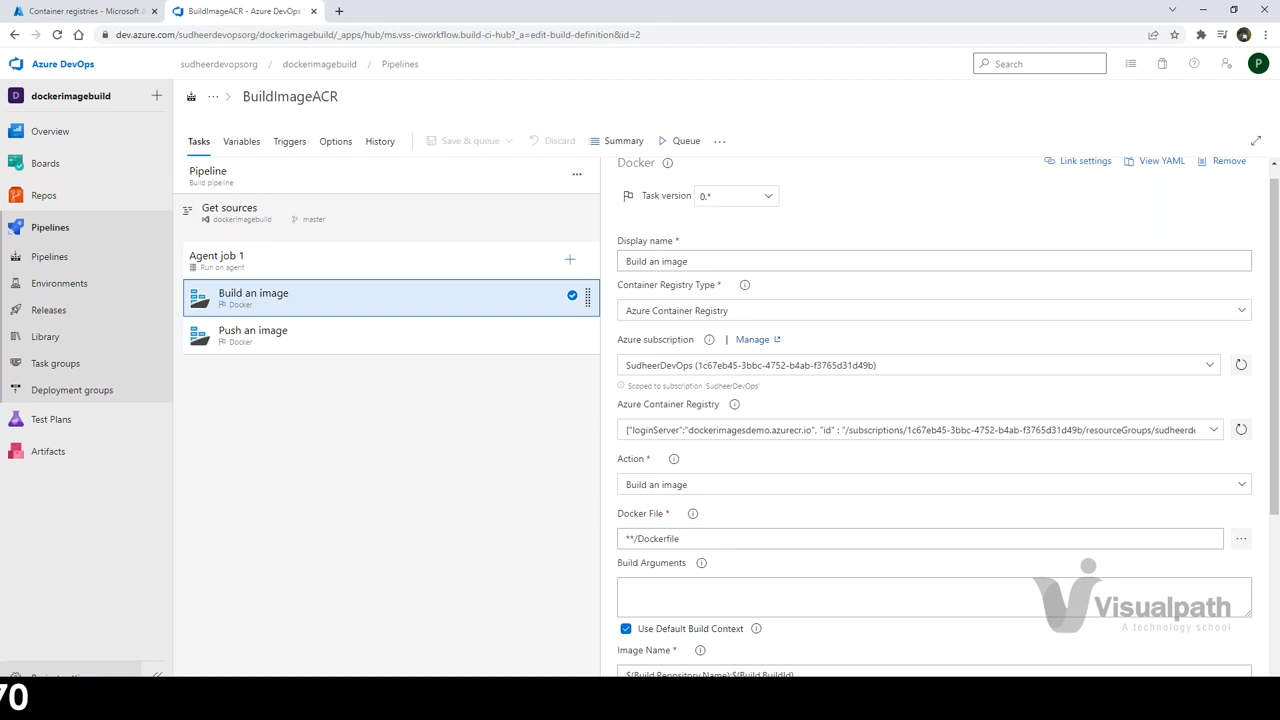 Container registries - Microsoft A
BuildImageACR - Azure DevOps
dev.azure.com/sudheerdevopsorg/dockerimagebuild/_apps/hub/ms.vss-ciworkflow.build-ci-hub?_a=edit-build-definition&id=2
Azure DevOps
sudheerdevopsorg / dockerimagebuild / Pipelines
Search
P
D dockerimagebuild
BuildImageACR
Overview
Boards
Repos
Pipelines
Pipelines
Environments
Releases
Library
Task groups
Deployment groups
Test Plans
Artifacts
Tasks Variables Triggers Options History
Save & queue Discard Summary Queue
Pipeline
Build pipeline
Get sources
dockerimagebuild master
Agent job 1
Run on agent
Build an image
Docker
Push an image
Docker
Docker
Link settings View YAML Remove
Task version 0.*
Display name *
Build an image
Container Registry Type *
Azure Container Registry
Azure subscription | Manage
SudheerDevOps (1c67eb45-3bbc-4752-b4ab-f3765d31d49b)
Scoped to subscription 'SudheerDevOps'
Azure Container Registry
{"loginServer":"dockerimagesdemo.azurecr.io", "id" : "/subscriptions/1c67eb45-3bbc-4752-b4ab-f3765d31d49b/resourceGroups/sudheerde
Action *
Build an image
Docker File *
**/Dockerfile
Build Arguments
Use Default Build Context
Image Name *
$(Build.Repository.Name):$(Build.BuildId)
Visualpath
A technology school
70